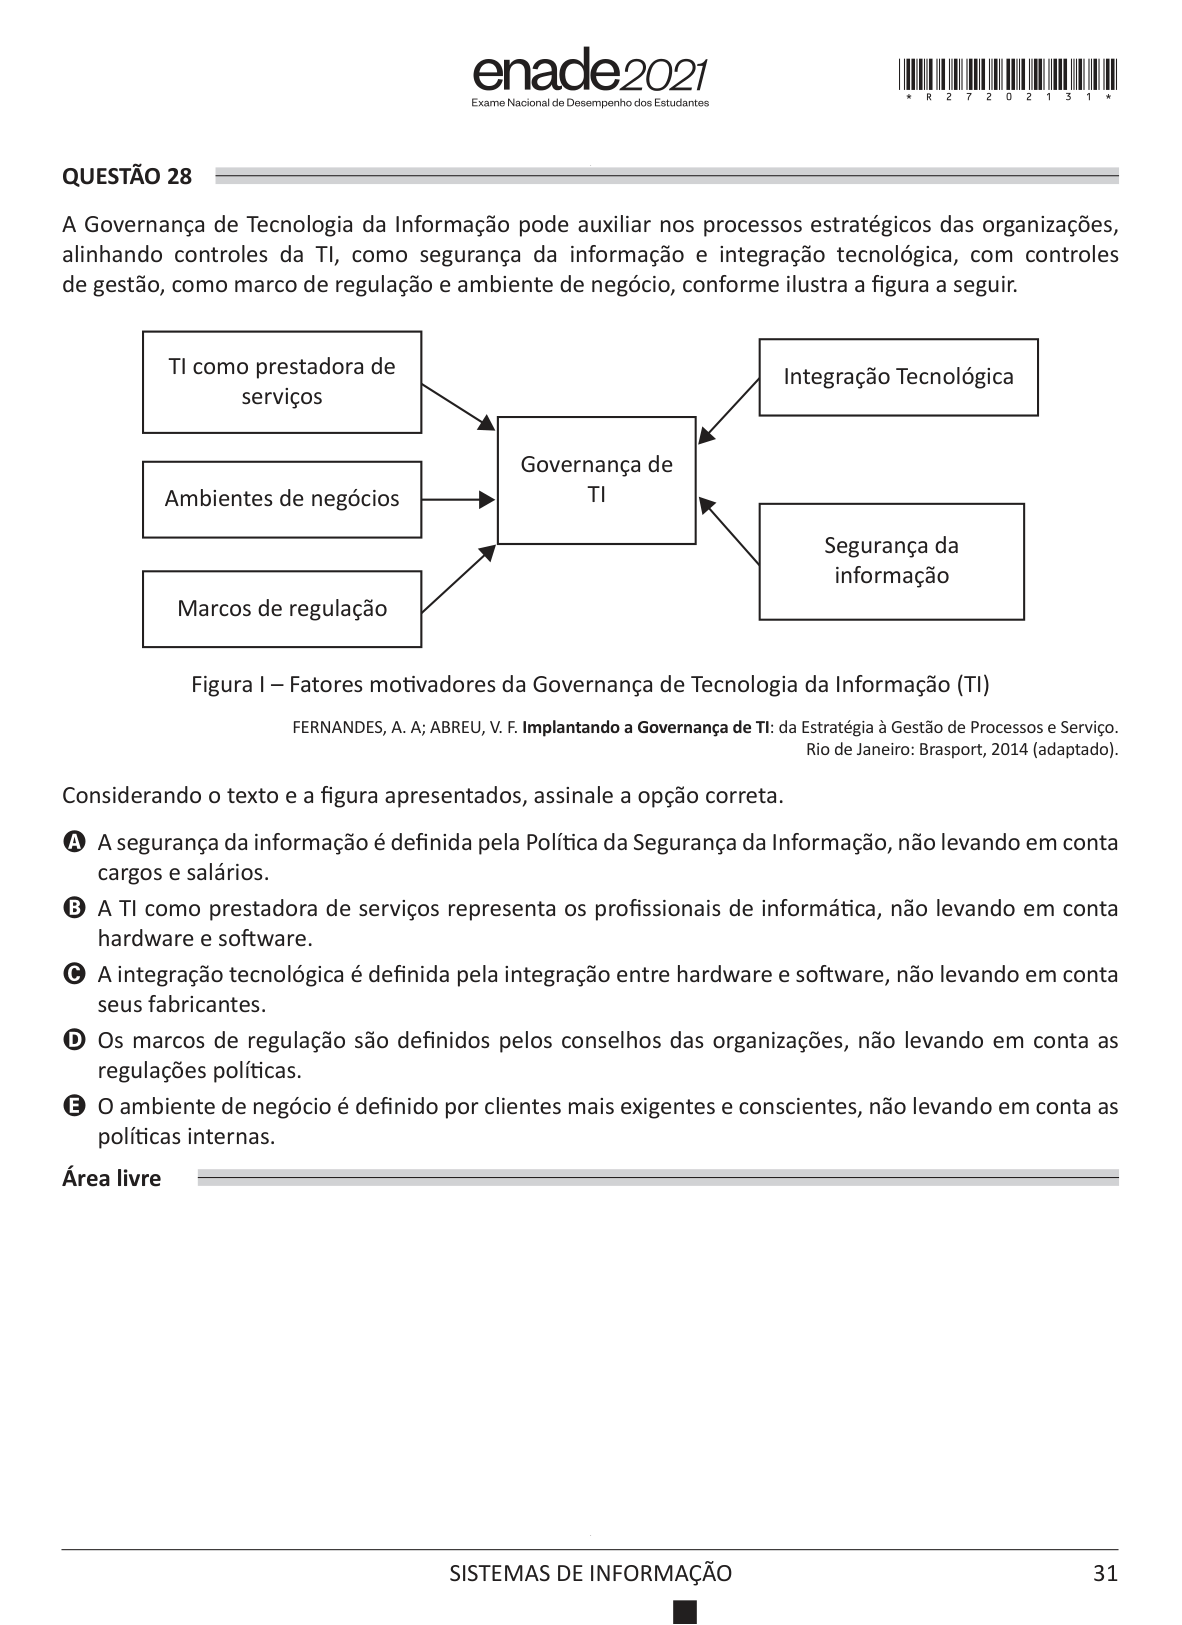 enade2021
Exame Nacional de Desempenho dos Estudantes
*R27202131*
QUESTÃO 28
A Governança de Tecnologia da Informação pode auxiliar nos processos estratégicos das organizações,
alinhando controles da TI, como segurança da informação e integração tecnológica, com controles
de gestão, como marco de regulação e ambiente de negócio, conforme ilustra a figura a seguir.
TI como prestadora de
serviços
Integração Tecnológica
Governança de
TI
Ambientes de negócios
Segurança da
informação
Marcos de regulação
Figura I – Fatores motivadores da Governança de Tecnologia da Informação (TI)
FERNANDES, A. A; ABREU, V. F. Implantando a Governança de TI: da Estratégia à Gestão de Processos e Serviço.
Rio de Janeiro: Brasport, 2014 (adaptado).
Considerando o texto e a figura apresentados, assinale a opção correta.
A A segurança da informação é definida pela Política da Segurança da Informação, não levando em conta
cargos e salários.
B A TI como prestadora de serviços representa os profissionais de informática, não levando em conta
hardware e software.
C A integração tecnológica é definida pela integração entre hardware e software, não levando em conta
seus fabricantes.
D Os marcos de regulação são definidos pelos conselhos das organizações, não levando em conta as
regulações políticas.
E O ambiente de negócio é definido por clientes mais exigentes e conscientes, não levando em conta as
políticas internas.
Área livre
SISTEMAS DE INFORMAÇÃO
31